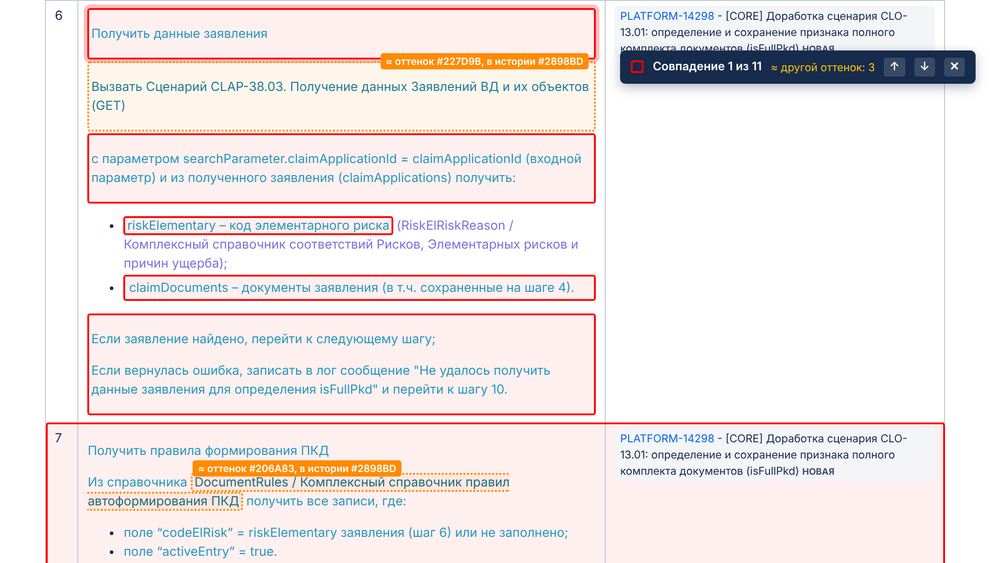 6
Получить данные заявления
≈ оттенок #227D9B, в истории #2898BD
Вызвать Сценарий CLAP-38.03. Получение данных Заявлений ВД и их объектов
(GET)
с параметром searchParameter.claimApplicationId = claimApplicationId (входной
параметр) и из полученного заявления (claimApplications) получить:
• riskElementary – код элементарного риска (RiskElRiskReason /
Комплексный справочник соответствий Рисков, Элементарных рисков и
причин ущерба);
• claimDocuments – документы заявления (в т.ч. сохраненные на шаге 4).
Если заявление найдено, перейти к следующему шагу;
Если вернулась ошибка, записать в лог сообщение "Не удалось получить
данные заявления для определения isFullPkd" и перейти к шагу 10.
PLATFORM-14298 - [CORE] Доработка сценария CLO-
13.01: определение и сохранение признака полного
комплекта документов (isFullPkd) НОВАЯ
Совпадение 1 из 11 ≈ другой оттенок: 3 ↑ ↓ ×
7
Получить правила формирования ПКД
≈ оттенок #206A83, в истории #2898BD
Из справочника DocumentRules / Комплексный справочник правил
автоформирования ПКД получить все записи, где:
• поле “codeElRisk” = riskElementary заявления (шаг 6) или не заполнено;
• поле “activeEntry” = true.
PLATFORM-14298 - [CORE] Доработка сценария CLO-
13.01: определение и сохранение признака полного
комплекта документов (isFullPkd) НОВАЯ